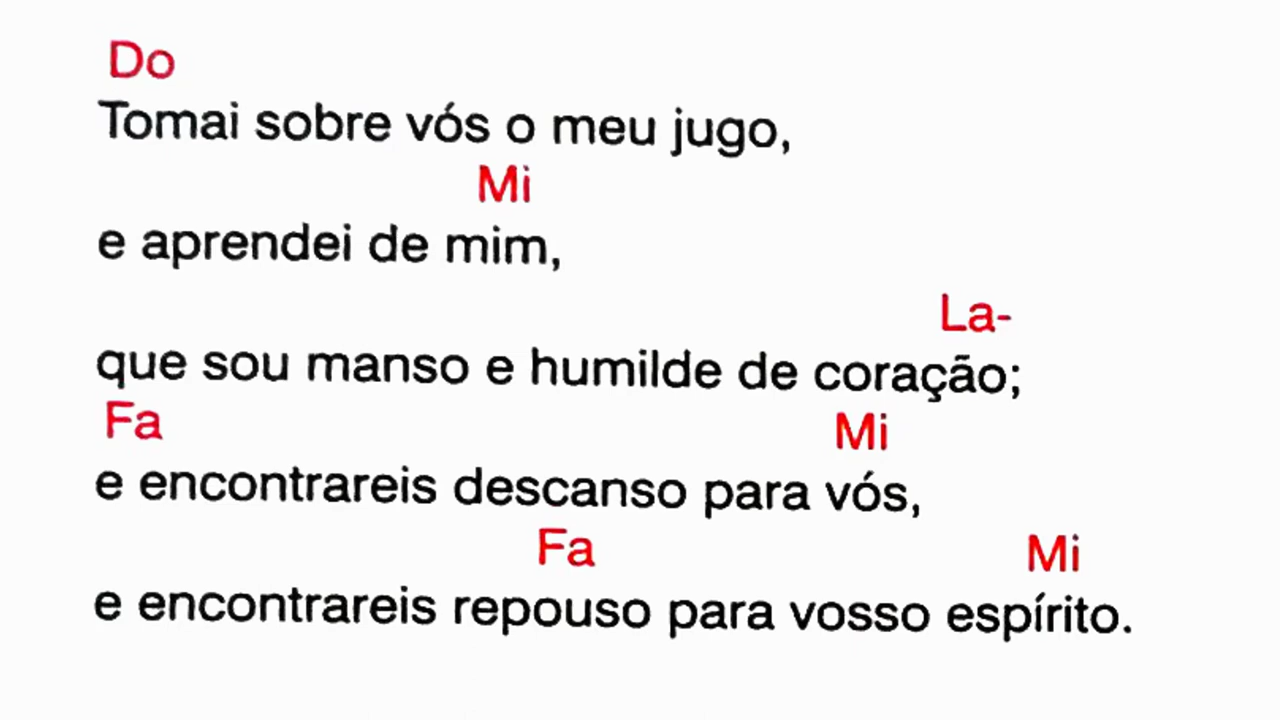 Do
Tomai sobre vós o meu jugo,
Mi
e aprendei de mim,
La-
que sou manso e humilde de coração;
Fa Mi
e encontrareis descanso para vós,
Fa Mi
e encontrareis repouso para vosso espírito.